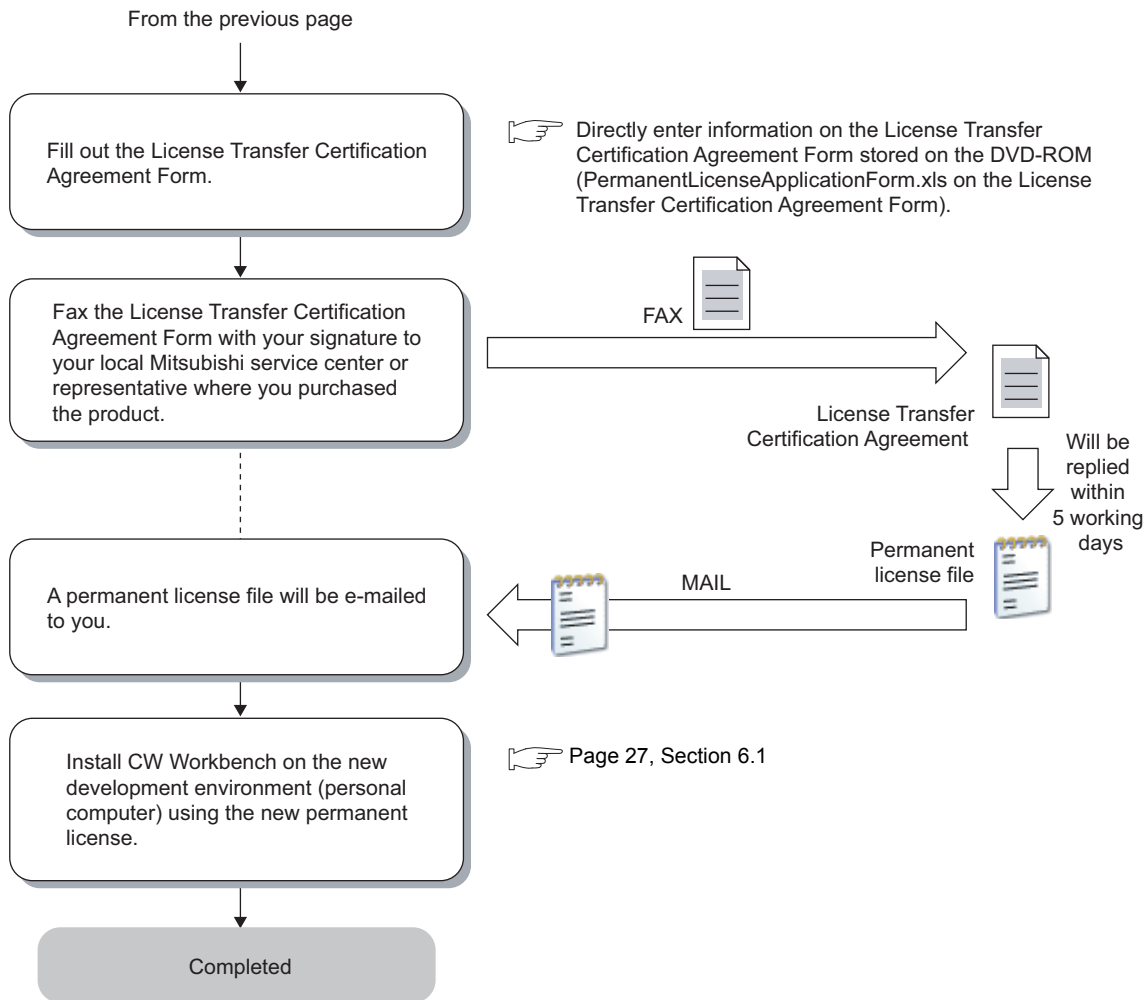 From the previous page
Fill out the License Transfer Certification
Agreement Form.
Directly enter information on the License Transfer
Certification Agreement Form stored on the DVD-ROM
(PermanentLicenseApplicationForm.xls on the License
Transfer Certification Agreement Form).
Fax the License Transfer Certification
Agreement Form with your signature to
your local Mitsubishi service center or
representative where you purchased
the product.
FAX
License Transfer
Certification Agreement
Will be
replied
within
5 working
days
Permanent
license file
MAIL
A permanent license file will be e-mailed
to you.
Install CW Workbench on the new
development environment (personal
computer) using the new permanent
license.
Page 27, Section 6.1
Completed